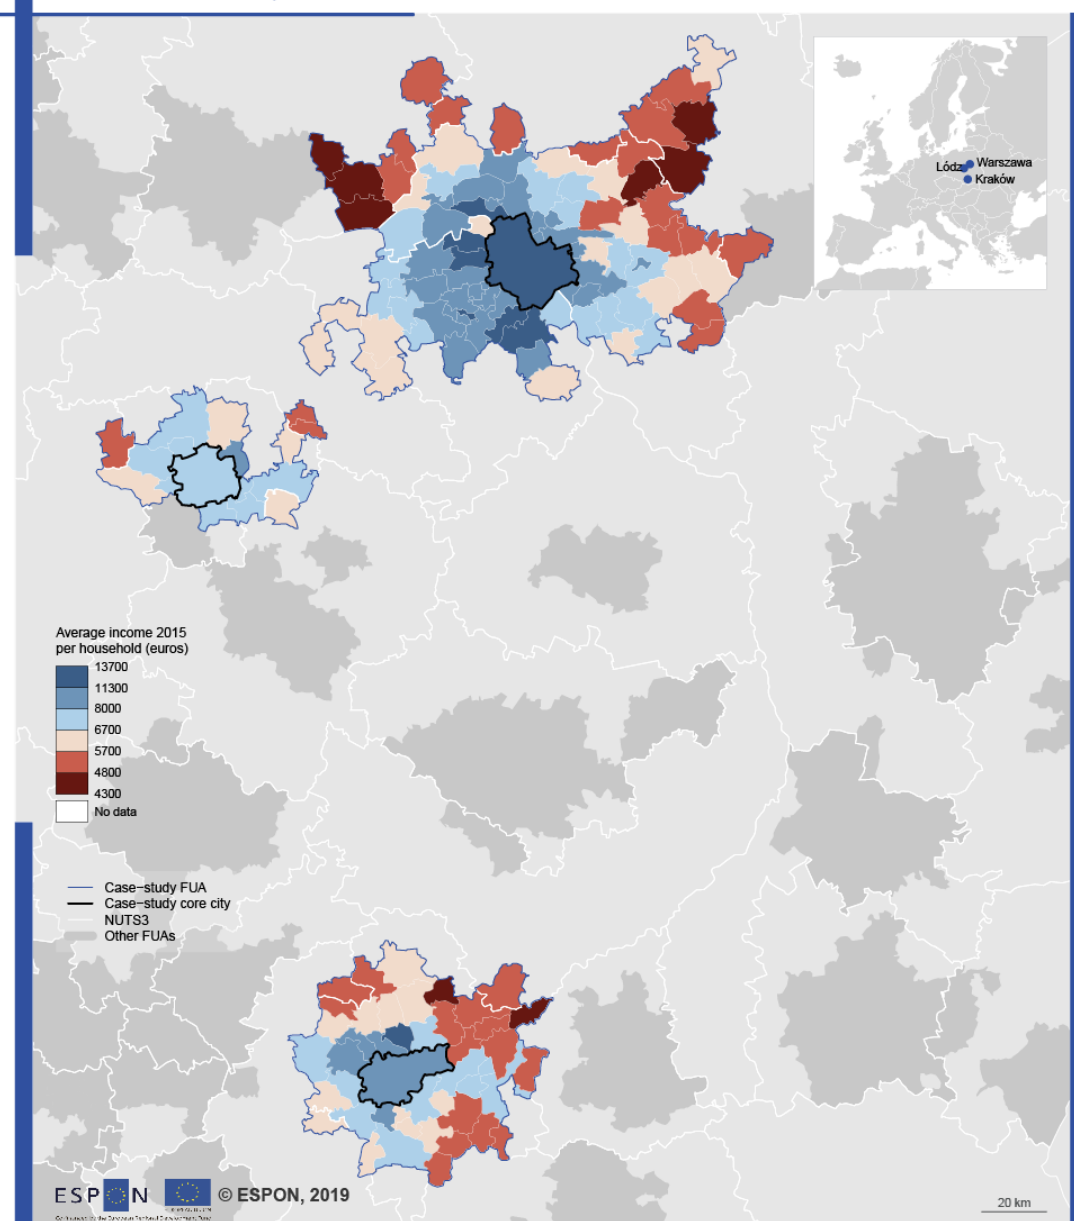 Warszawa
Lódz
Kraków
Average income 2015
per household (euros)
13700
11300
8000
6700
5700
4800
4300
No data
Case−study FUA
Case−study core city
NUTS3
Other FUAs
ESPON © ESPON, 2019
20 km